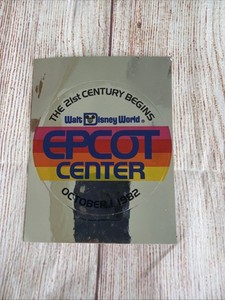 THE 21st CENTURY BEGINS
Walt Disney World ®
EPCOT
CENTER
OCTOBER 1, 1982